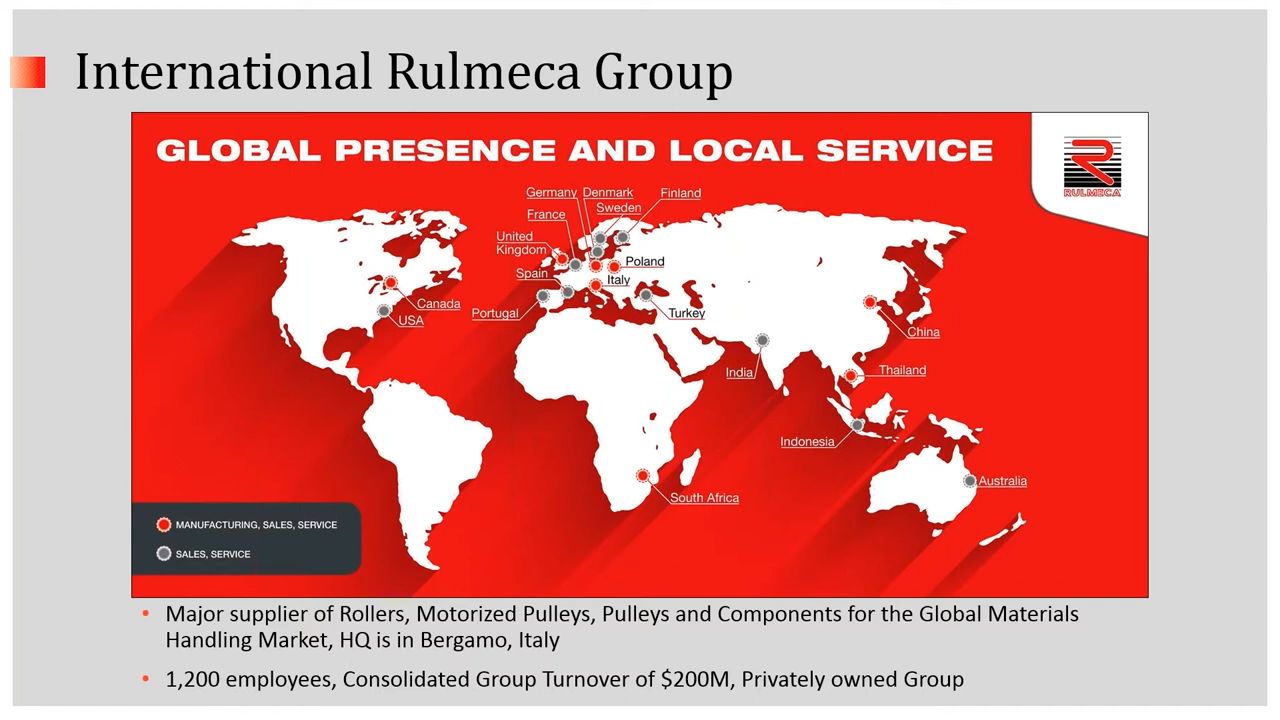 International Rulmeca Group
GLOBAL PRESENCE AND LOCAL SERVICE
RULMECA
Germany
Denmark
Finland
Sweden
France
United
Kingdom
Poland
Spain
Italy
Canada
Portugal
Turkey
USA
China
India
Thailand
Indonesia
Australia
South Africa
MANUFACTURING, SALES, SERVICE
SALES, SERVICE
• Major supplier of Rollers, Motorized Pulleys, Pulleys and Components for the Global Materials
Handling Market, HQ is in Bergamo, Italy
• 1,200 employees, Consolidated Group Turnover of $200M, Privately owned Group